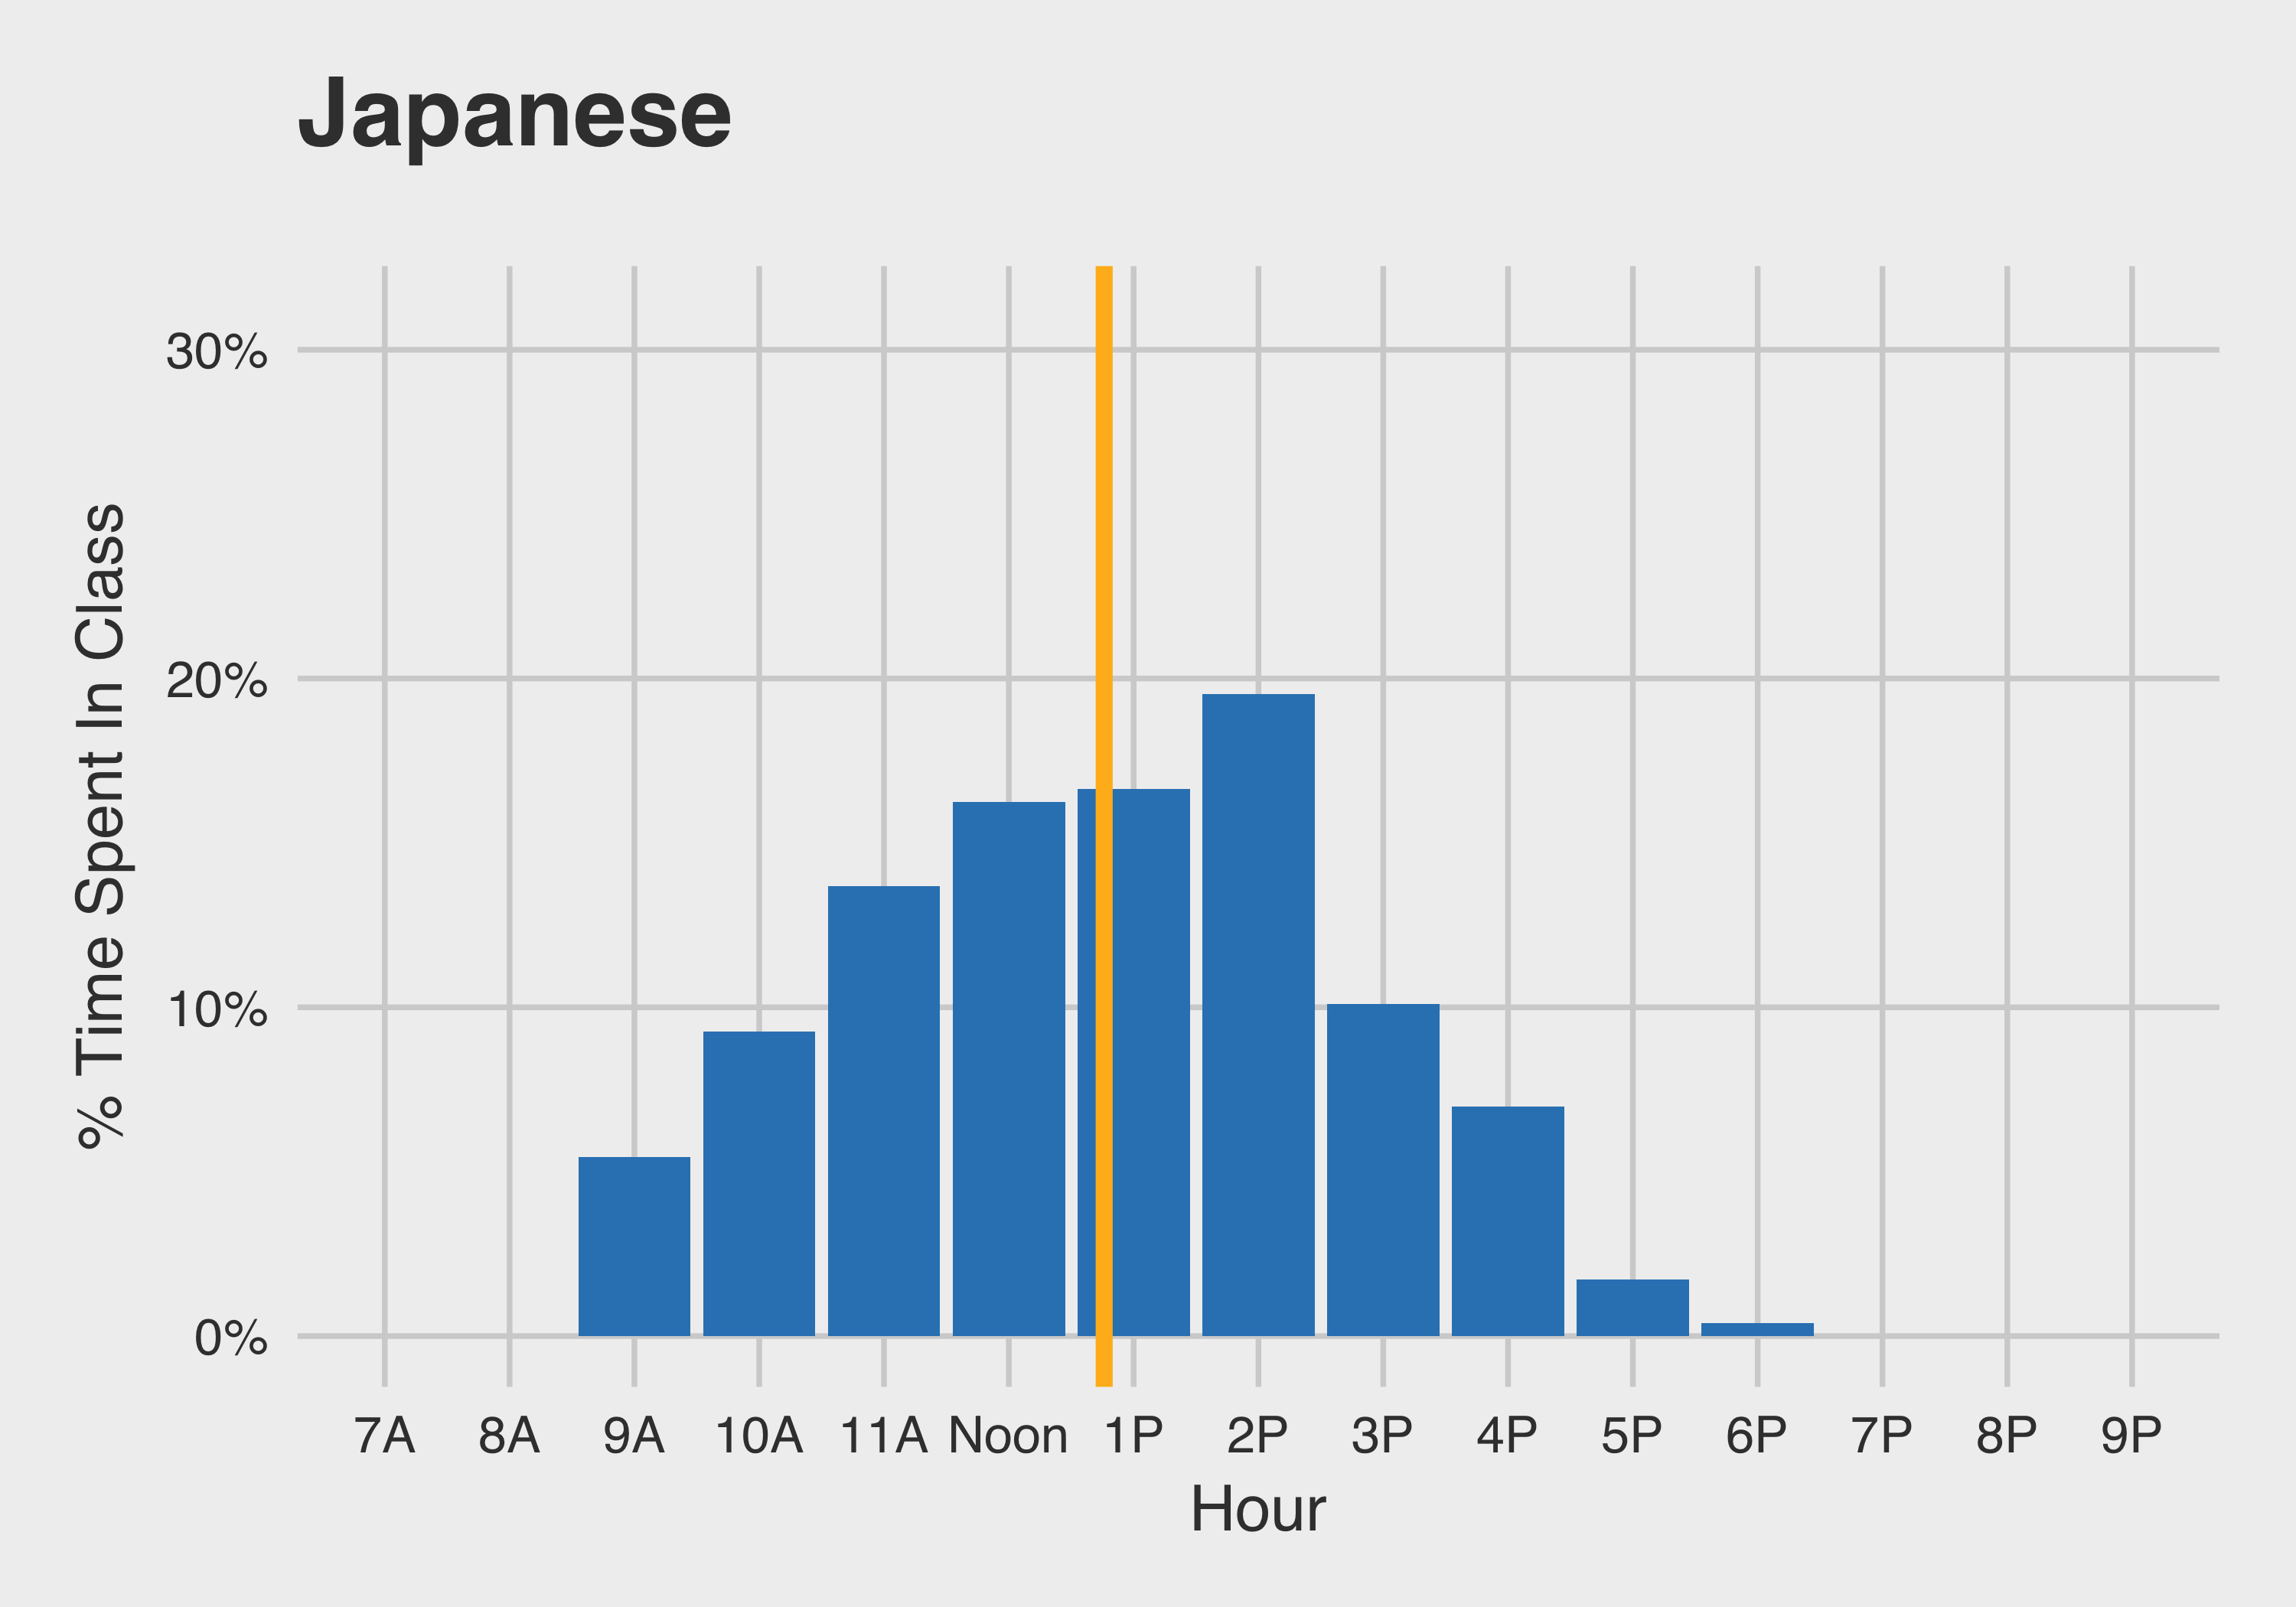 Japanese
% Time Spent In Class
30%
20%
10%
0%
7A 8A 9A 10A 11A Noon 1P 2P 3P 4P 5P 6P 7P 8P 9P
Hour